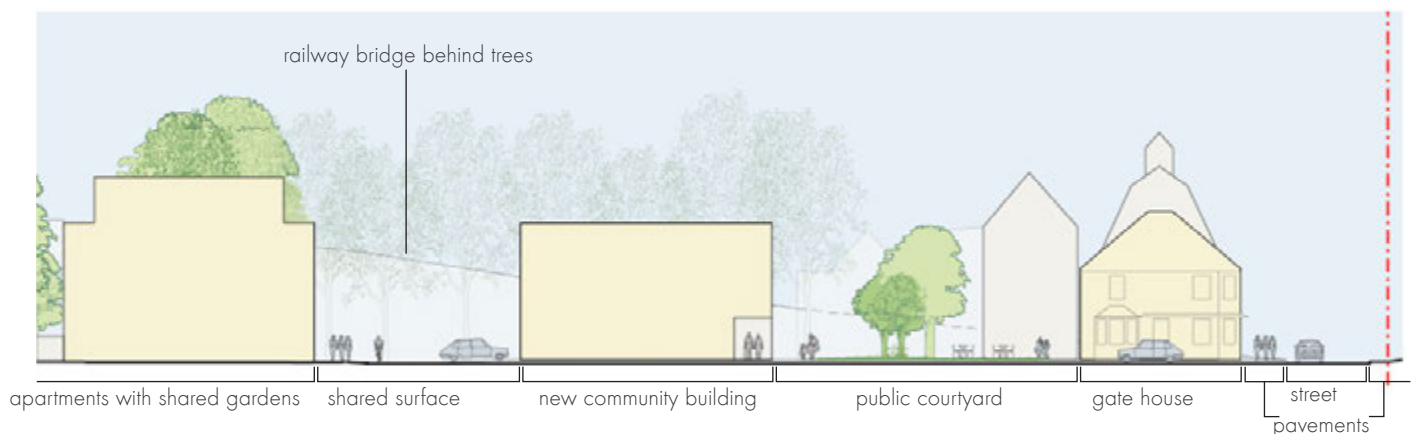 railway bridge behind trees
apartments with shared gardens
shared surface
new community building
public courtyard
gate house
street
pavements